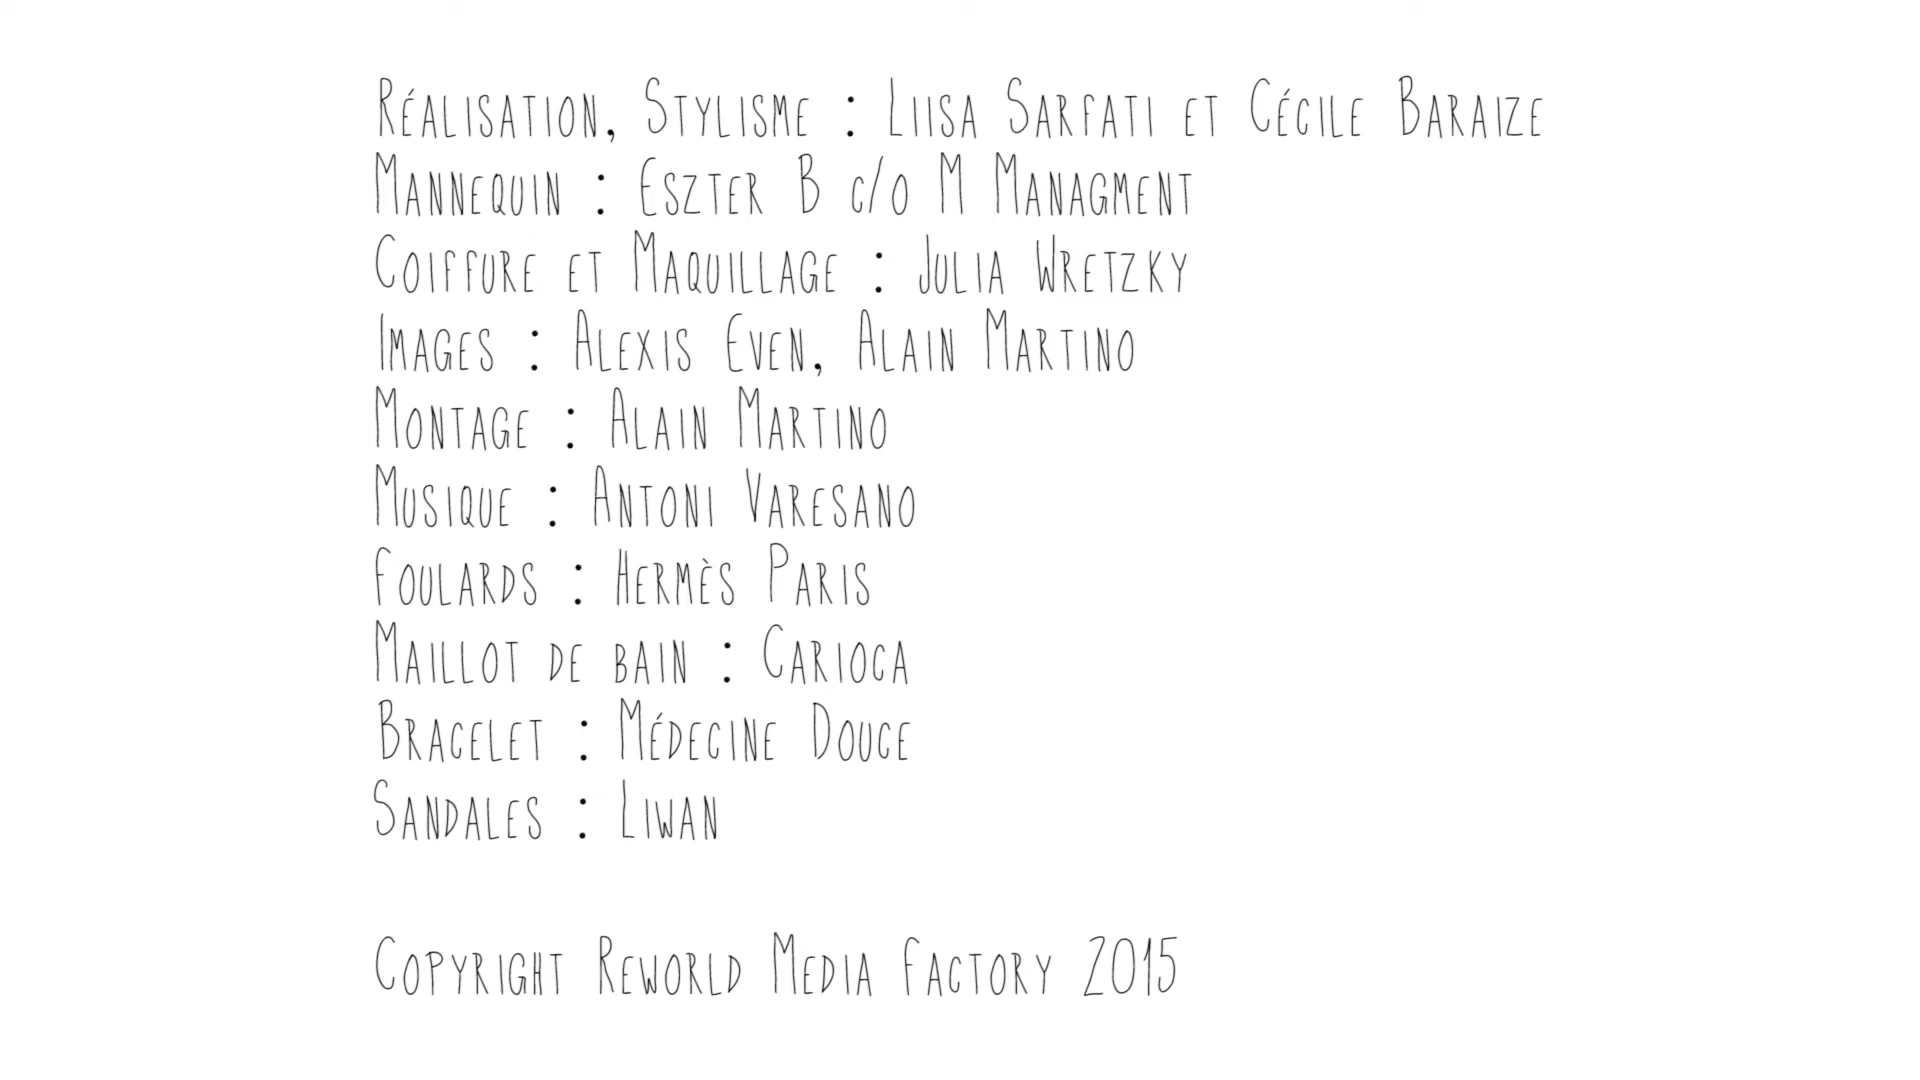 Réalisation, Stylisme : Liisa Sarfati et Cécile Baraize
Mannequin : Eszter B c/o M Managment
Coiffure et Maquillage : Julia Wretzky
Images : Alexis Even, Alain Martino
Montage : Alain Martino
Musique : Antoni Varesano
Foulards : Hermès Paris
Maillot de bain : Carioca
Bracelet : Médecine Douce
Sandales : Liwan
Copyright Reworld Media Factory 2015